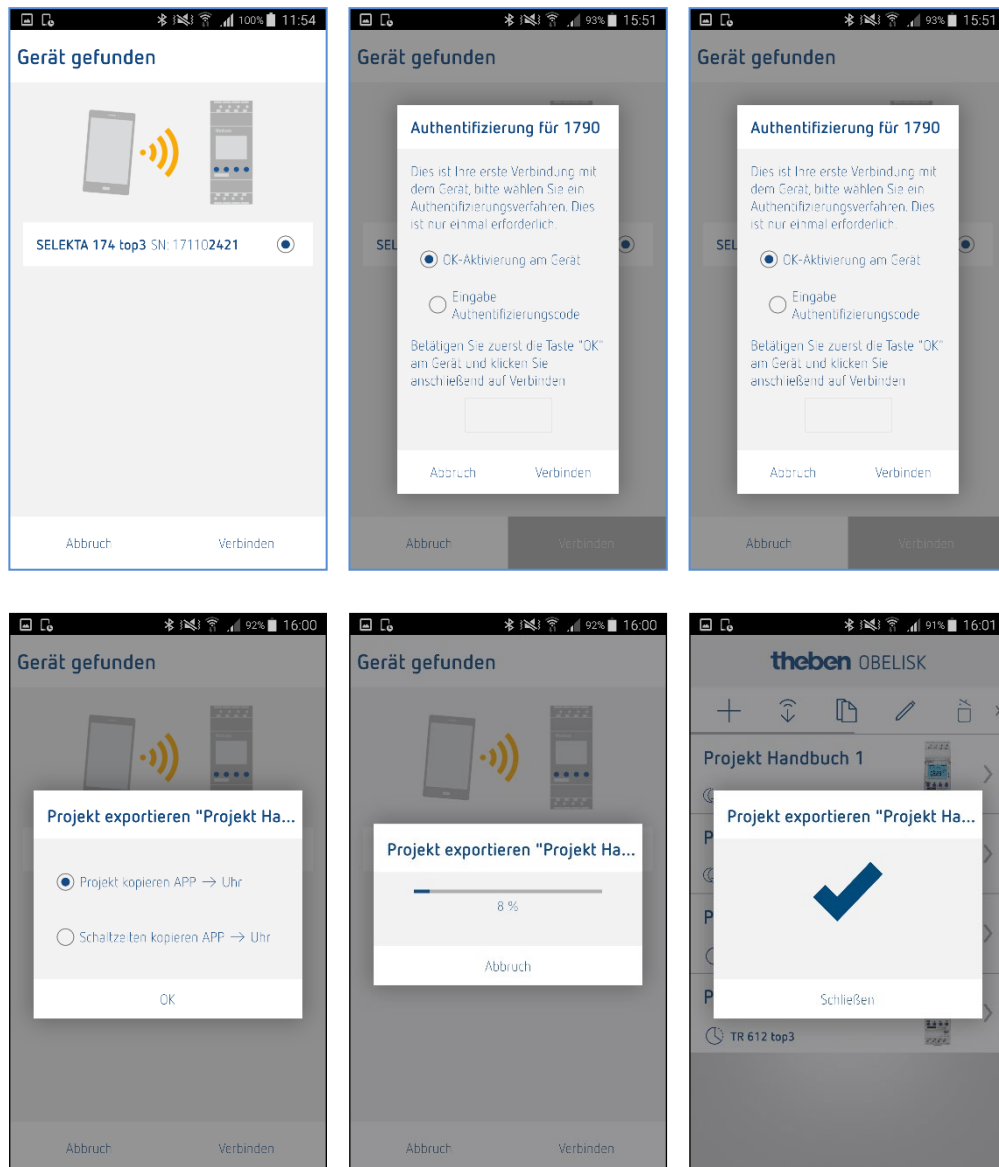 100% 11:54
Gerät gefunden
SELEKTA 174 top3 SN: 171102421
Abbruch Verbinden
93% 15:51
Gerät gefunden
Authentifizierung für 1790
Dies ist Ihre erste Verbindung mit
dem Gerät, bitte wählen Sie ein
Authentifizierungsverfahren. Dies
ist nur einmal erforderlich.
SEL
OK-Aktivierung am Gerät
Eingabe
Authentifizierungscode
Betätigen Sie zuerst die Taste "OK"
am Gerät und klicken Sie
anschließend auf Verbinden
Abbruch Verbinden
Abbruch Verbinden
93% 15:51
Gerät gefunden
Authentifizierung für 1790
Dies ist Ihre erste Verbindung mit
dem Gerät, bitte wählen Sie ein
Authentifizierungsverfahren. Dies
ist nur einmal erforderlich.
SEL
OK-Aktivierung am Gerät
Eingabe
Authentifizierungscode
Betätigen Sie zuerst die Taste "OK"
am Gerät und klicken Sie
anschließend auf Verbinden
Abbruch Verbinden
Abbruch Verbinden
92% 16:00
Gerät gefunden
Projekt exportieren "Projekt Ha...
Projekt kopieren APP → Uhr
Schaltzeiten kopieren APP → Uhr
OK
Abbruch Verbinden
92% 16:00
Gerät gefunden
Projekt exportieren "Projekt Ha...
8 %
Abbruch
Abbruch Verbinden
91% 16:01
theben OBELISK
Projekt Handbuch 1
Projekt exportieren "Projekt Ha...
P
P
P
Schließen
TR 612 top3